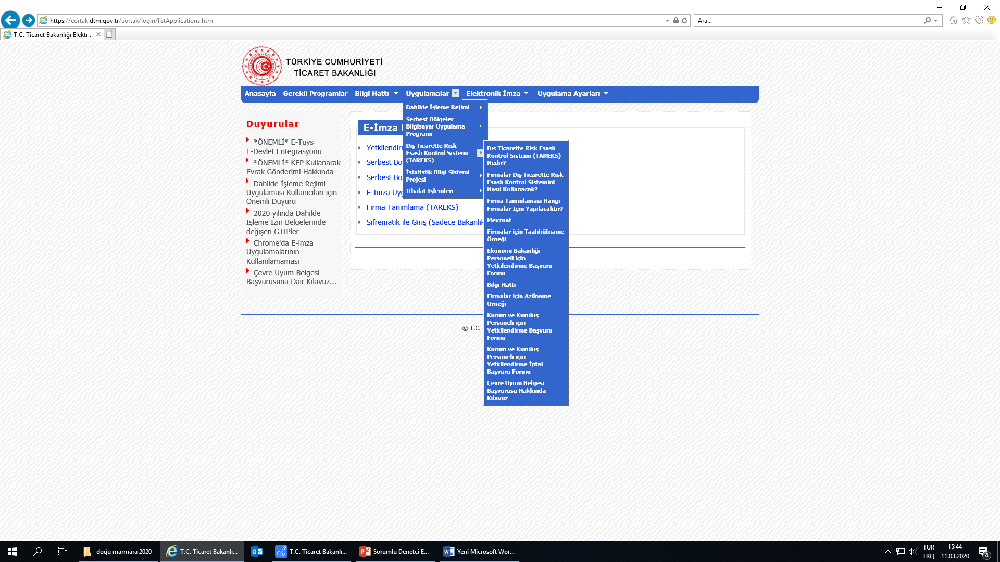 https://eortak.dtm.gov.tr/eortak/login/listApplications.htm
Ara...
T.C. Ticaret Bakanlığı Elektr...
TÜRKİYE CUMHURİYETİ
TİCARET BAKANLIĞI
Anasayfa Gerekli Programlar Bilgi Hattı Uygulamalar Elektronik İmza Uygulama Ayarları
Duyurular
*ÖNEMLİ* E-Tuys
E-Devlet Entegrasyonu
*ÖNEMLİ* KEP Kullanarak
Evrak Gönderimi Hakkında
Dahilde İşleme Rejimi
Uygulaması Kullanıcıları için
Önemli Duyuru
2020 yılında Dahilde
İşleme İzin Belgelerinde
değişen GTİPler
Chrome'da E-imza
Uygulamalarının
Kullanılamaması
Çevre Uyum Belgesi
Başvurusuna Dair Kılavuz...
E-İmza
Yetkilendirm
Serbest Bö
Serbest Bö
E-İmza Uyg
Firma Tanımlama (TAREKS)
Şifrematik ile Giriş (Sadece Bakanlık
Dahilde İşleme Rejimi
Serbest Bölgeler
Bilgisayar Uygulama
Programı
Dış Ticarette Risk
Esaslı Kontrol Sistemi
(TAREKS)
İstatistik Bilgi Sistemi
Projesi
İthalat İşlemleri
Dış Ticarette Risk Esaslı
Kontrol Sistemi (TAREKS)
Nedir?
Firmalar Dış Ticarette Risk
Esaslı Kontrol Sistemini
Nasıl Kullanacak?
Firma Tanımlaması Hangi
Firmalar İçin Yapılacaktır?
Mevzuat
Firmalar için Taahhütname
Örneği
Ekonomi Bakanlığı
Personeli için
Yetkilendirme Başvuru
Formu
Bilgi Hattı
Firmalar için Azilname
Örneği
Kurum ve Kuruluş
Personeli için
Yetkilendirme Başvuru
Formu
Kurum ve Kuruluş
Personeli için
Yetkilendirme İptal
Başvuru Formu
Çevre Uyum Belgesi
Başvurusu Hakkında
Kılavuz
© T.C.
doğu marmara 2020
T.C. Ticaret Bakanlı...
T.C. Ticaret Bakanlı...
Sorumlu Denetçi E...
Yeni Microsoft Wor...
TUR
TRQ
15:44
11.03.2020
4